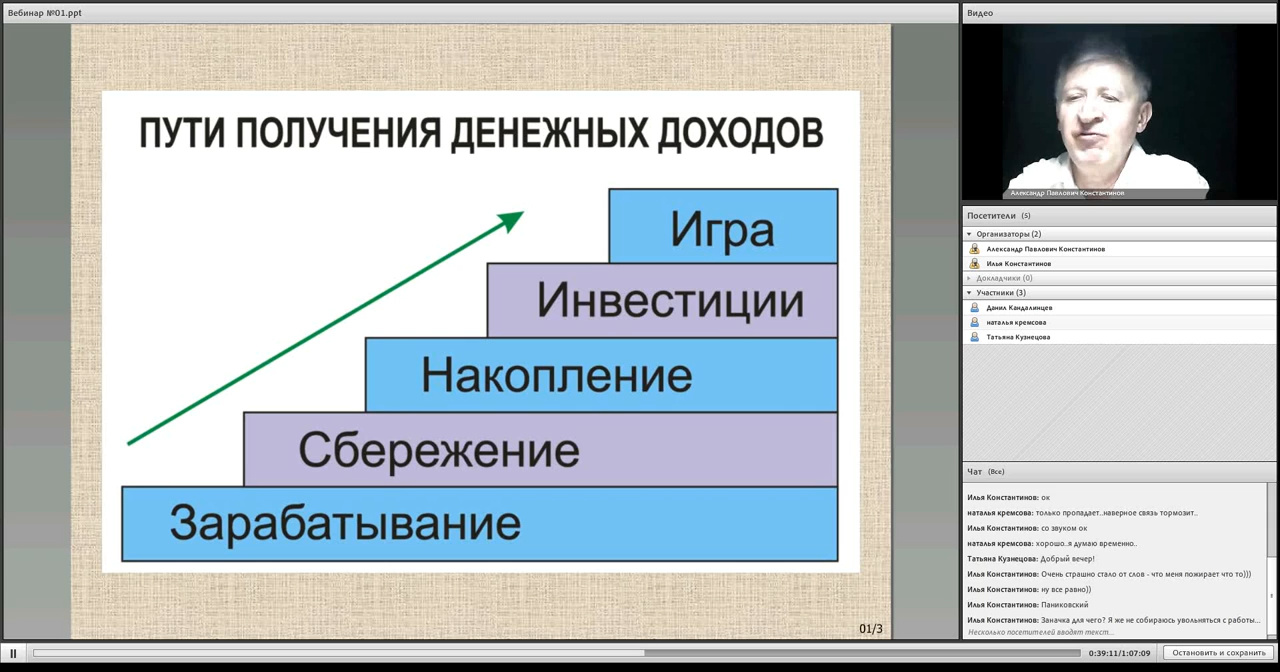 Вебинар №01.ppt
ПУТИ ПОЛУЧЕНИЯ ДЕНЕЖНЫХ ДОХОДОВ
Игра
Инвестиции
Накопление
Сбережение
Зарабатывание
01/3
Видео
Александр Павлович Константинов
Посетители (5)
Организаторы (2)
Александр Павлович Константинов
Илья Константинов
Докладчики (0)
Участники (3)
Данил Кандалинцев
наталья кремсова
Татьяна Кузнецова
Чат (Все)
Илья Константинов: ок
наталья кремсова: только пропадает..наверное связь тормозит..
Илья Константинов: со звуком ок
наталья кремсова: хорошо..я думаю временно..
Татьяна Кузнецова: Добрый вечер!
Илья Константинов: Очень страшно стало от слов - что меня пожирает что то)))
Илья Константинов: ну все равно))
Илья Константинов: Паниковский
Илья Константинов: Заначка для чего? Я же не собираюсь увольняться с работы...
Несколько посетителей вводят текст...
0:39:11/1:07:09
Остановить и сохранить